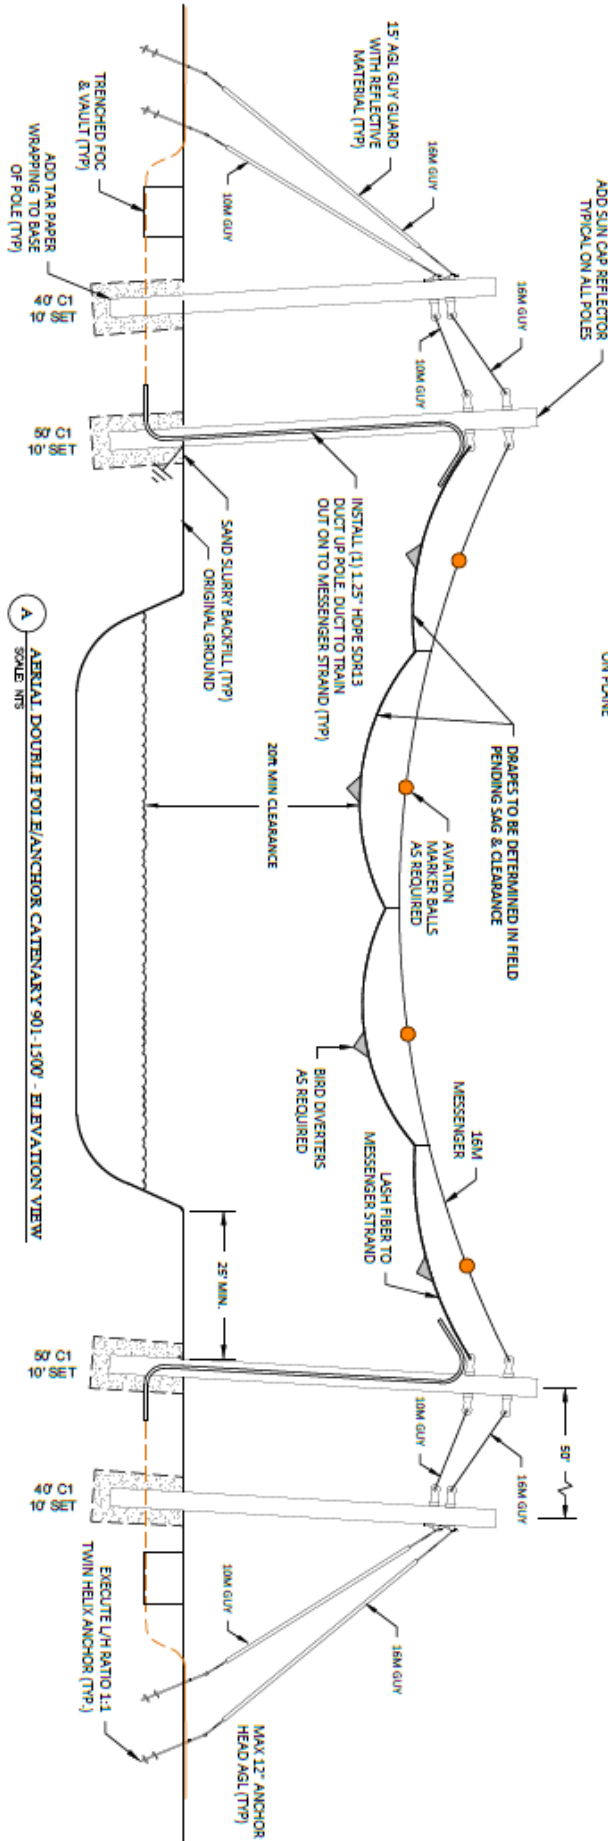 ADD SUN CAP REFLECTOR
TYPICAL ON ALL POLES
ON PLANE
15' AGL GUY GUARD
WITH REFLECTIVE
MATERIAL (TYP)
16M GUY
10M GUY
16M GUY
10M GUY
TRENCHED FOC
& VAULT (TYP)
ADD TAR PAPER
WRAPPING TO BASE
OF POLE (TYP)
40' C1
10' SET
50' C1
10' SET
INSTALL (1) 1.25" HDPE SDR13
DUCT UP POLE. DUCT TO TRAIN
OUT ON TO MESSENGER STRAND (TYP)
SAND SLURRY BACKFILL (TYP)
ORIGINAL GROUND
DRAPES TO BE DETERMINED IN FIELD
PENDING SAG & CLEARANCE
20ft MIN CLEARANCE
AVIATION
MARKER BALLS
AS REQUIRED
BIRD DIVERTERS
AS REQUIRED
16M
MESSENGER
LASH FIBER TO
MESSENGER STRAND
25' MIN.
50'
10M GUY
16M GUY
50' C1
10' SET
40' C1
10' SET
10M GUY
16M GUY
EXECUTE L/H RATIO 1:1
TWIN HELIX ANCHOR (TYP.)
MAX 12" ANCHOR
HEAD AGL (TYP)
A
AERIAL DOUBLE POLE/ANCHOR CATENARY 901-1500' - ELEVATION VIEW
SCALE: NTS